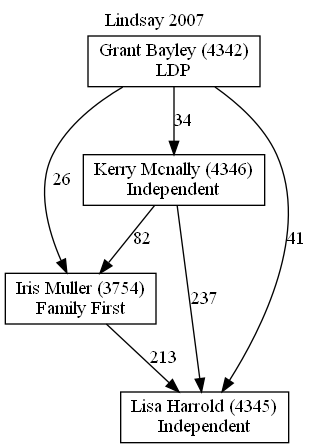 Lindsay 2007
Grant Bayley (4342)
LDP
34
Kerry Mcnally (4346)
Independent
26
82
41
Iris Muller (3754)
Family First
237
213
Lisa Harrold (4345)
Independent